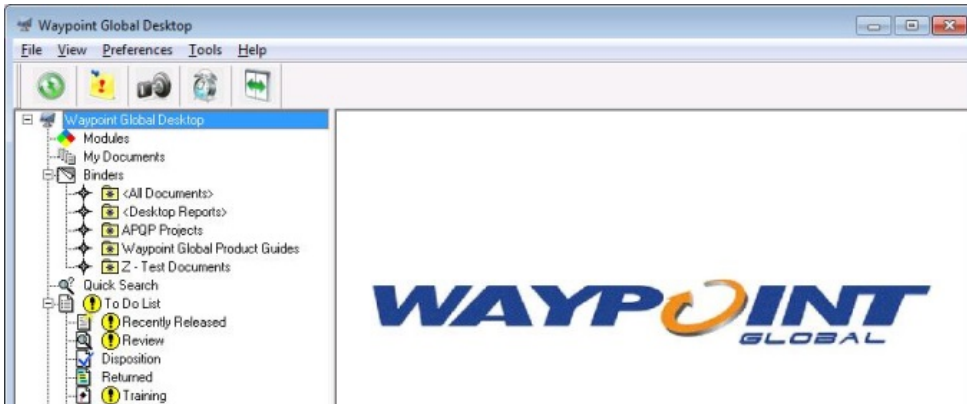 Waypoint Global Desktop
File View Preferences Tools Help
Waypoint Global Desktop
Modules
My Documents
Binders
<All Documents>
<Desktop Reports>
APQP Projects
Waypoint Global Product Guides
Z - Test Documents
Quick Search
To Do List
Recently Released
Review
Disposition
Returned
Training
WAYPOINT
GLOBAL